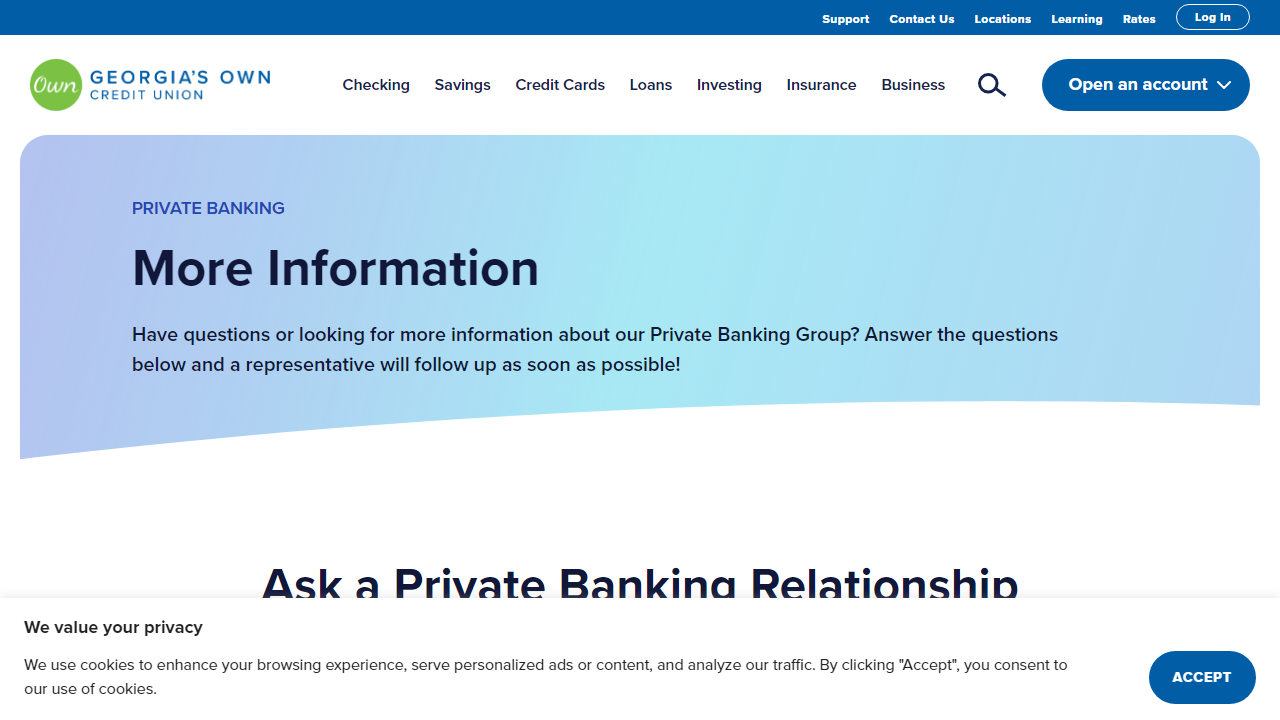 Support Contact Us Locations Learning Rates Log In
Own GEORGIA'S OWN
CREDIT UNION
Checking Savings Credit Cards Loans Investing Insurance Business Open an account
PRIVATE BANKING
More Information
Have questions or looking for more information about our Private Banking Group? Answer the questions
below and a representative will follow up as soon as possible!
Ask a Private Banking Relationship
We value your privacy
We use cookies to enhance your browsing experience, serve personalized ads or content, and analyze our traffic. By clicking "Accept", you consent to
our use of cookies.
ACCEPT